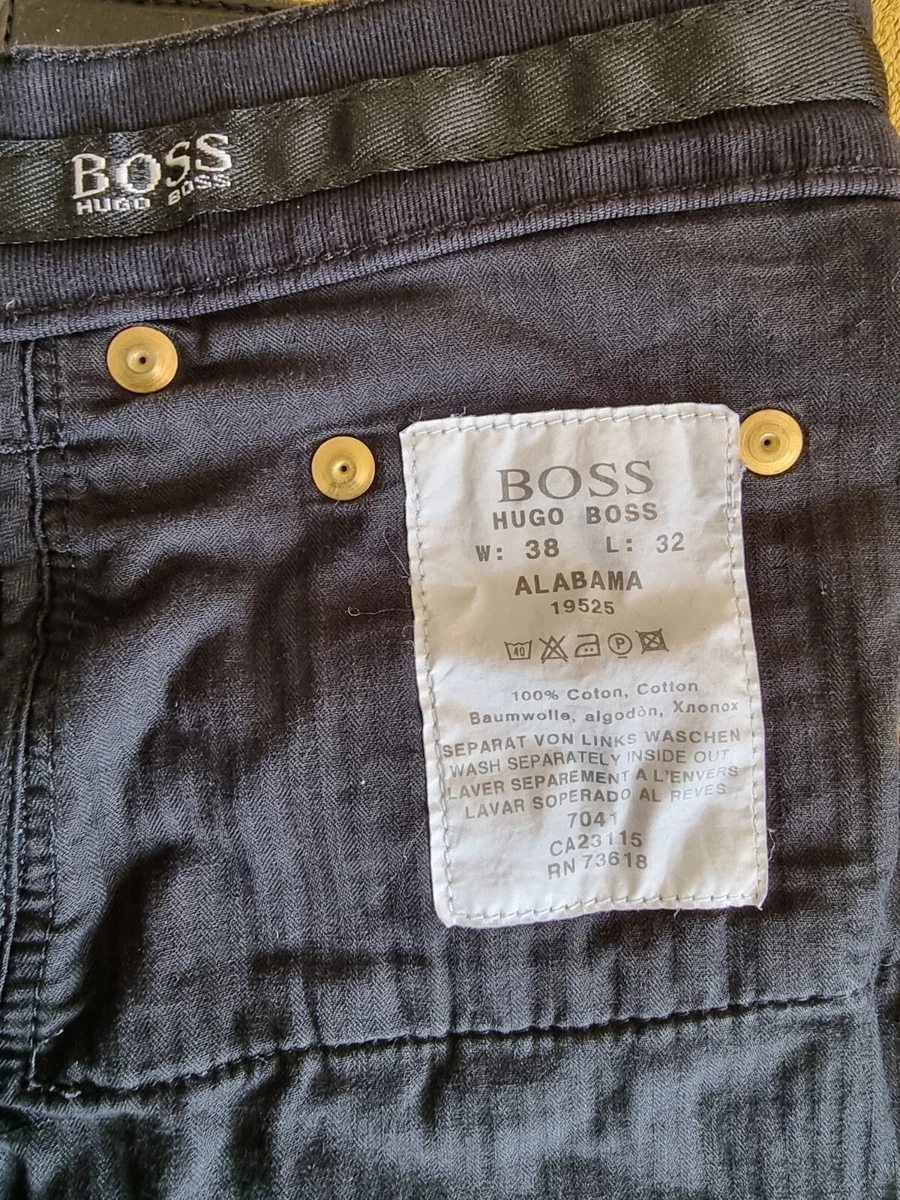 BOSS
HUGO BOSS
BOSS
HUGO BOSS
W: 38 L: 32
ALABAMA
19525
40 P
100% Coton, Cotton
Baumwolle, algodòn, Хлопок
SEPARAT VON LINKS WASCHEN
WASH SEPARATELY INSIDE OUT
LAVER SEPAREMENT A L'ENVERS
LAVAR SOPERADO AL REVES
7041
CA23115
RN 73618